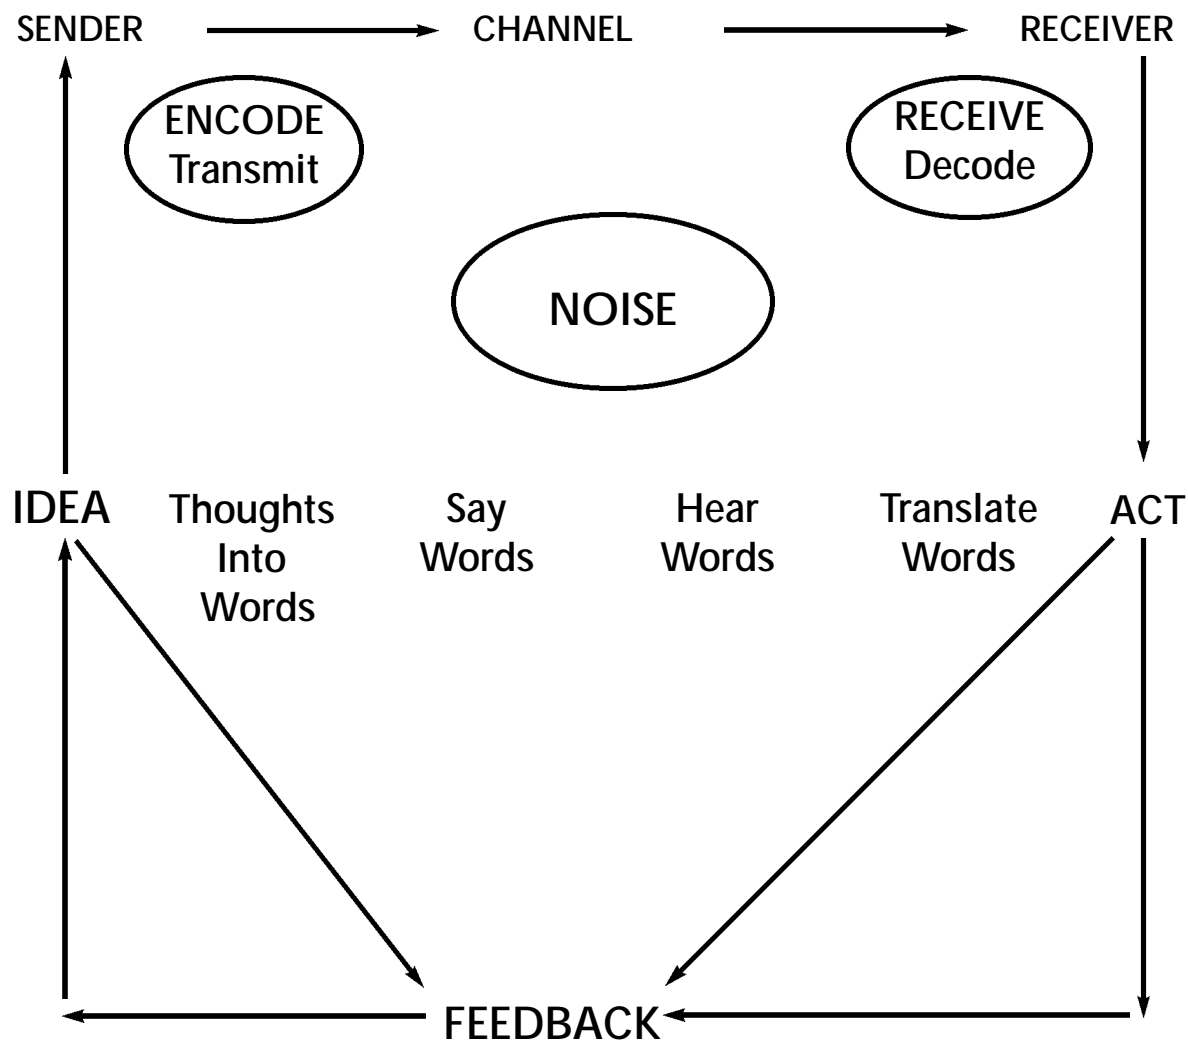 SENDER
CHANNEL
RECEIVER
ENCODE
Transmit
RECEIVE
Decode
NOISE
IDEA
Thoughts
Into
Words
Say
Words
Hear
Words
Translate
Words
ACT
FEEDBACK